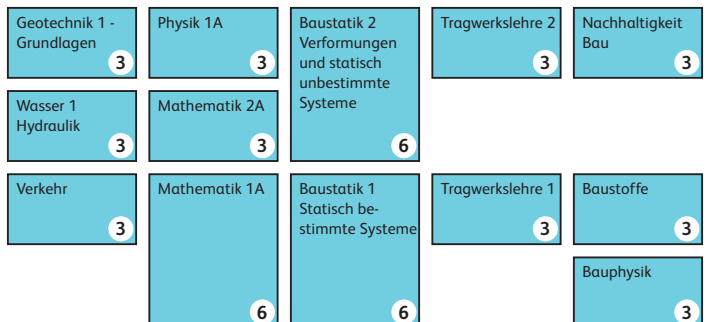 Geotechnik 1 -
Grundlagen
3
Physik 1A
3
Baustatik 2
Verformungen
und statisch
unbestimmte
Systeme
6
Tragwerkslehre 2
3
Nachhaltigkeit
Bau
3
Wasser 1
Hydraulik
3
Mathematik 2A
3
Verkehr
3
Mathematik 1A
6
Baustatik 1
Statisch be-
stimmte Systeme
6
Tragwerkslehre 1
3
Baustoffe
3
Bauphysik
3